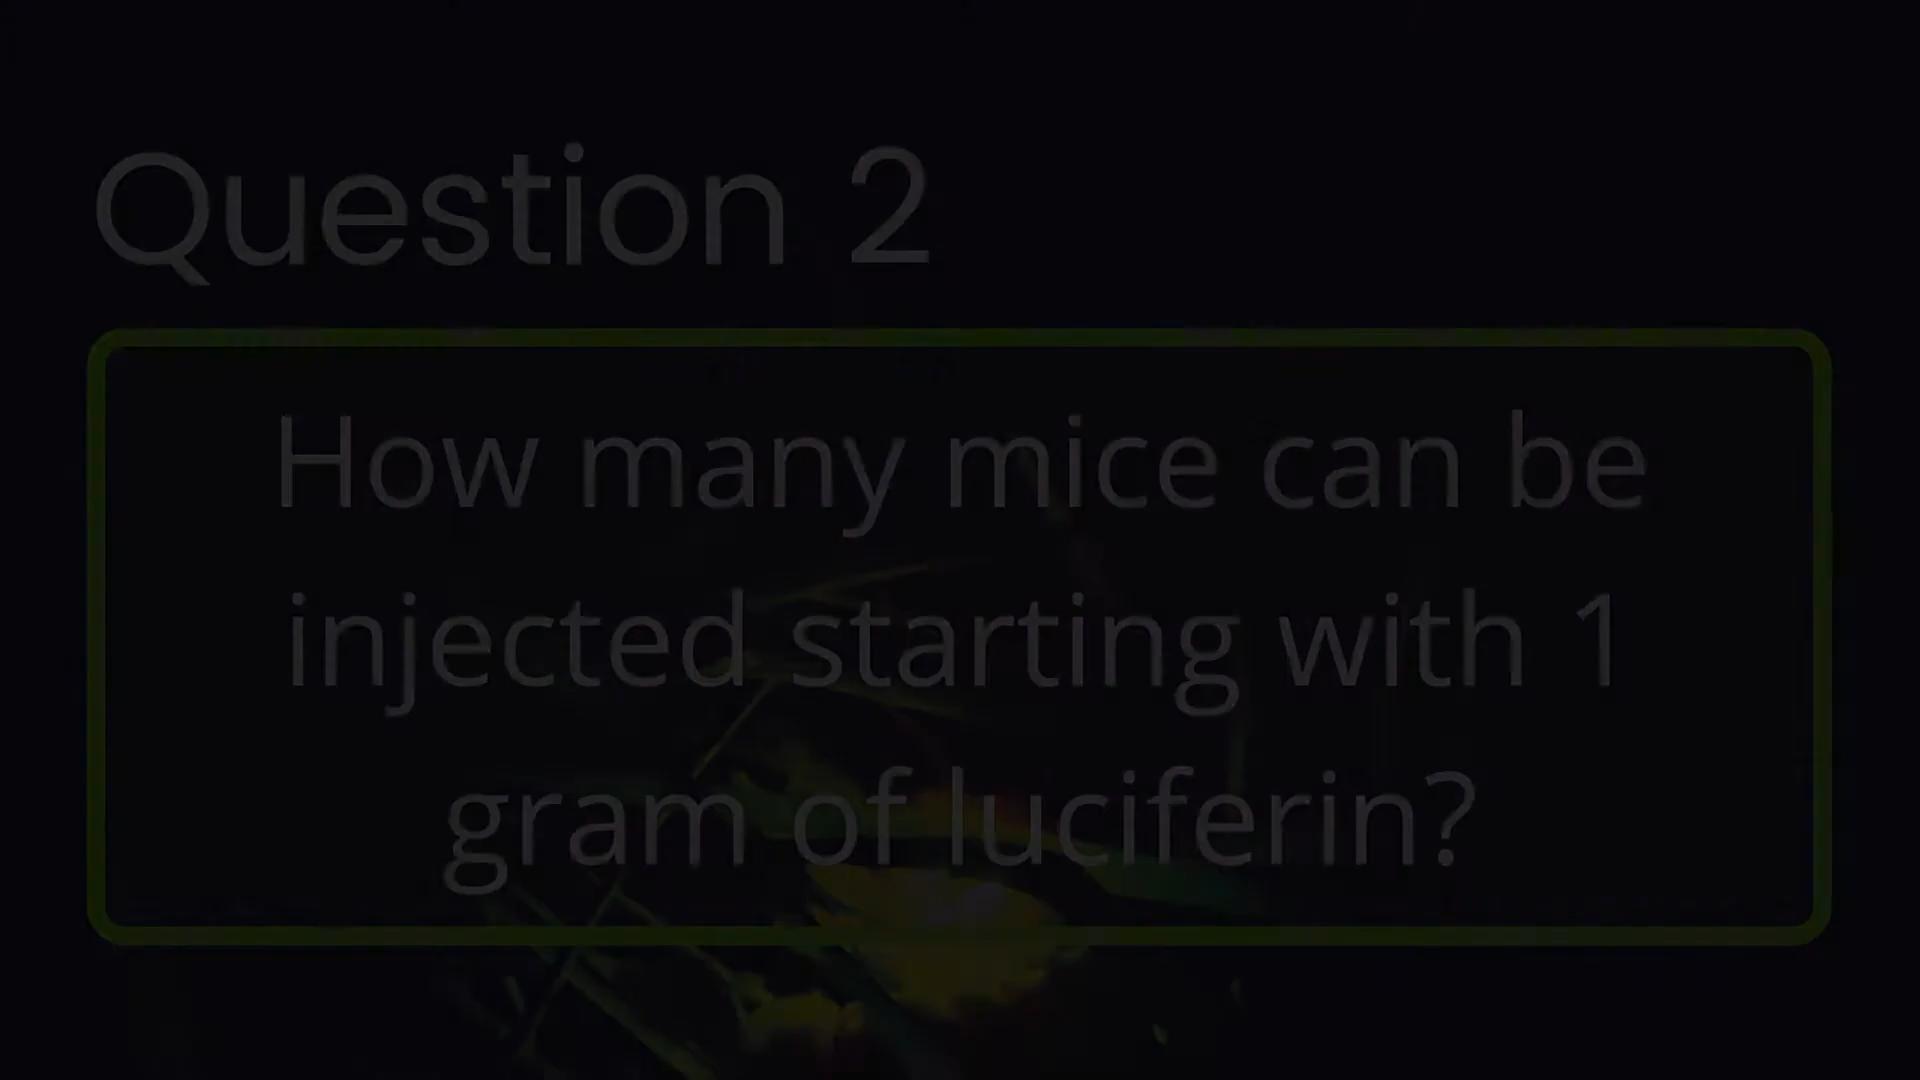 Question 2
How many mice can be
injected starting with 1
gram of luciferin?